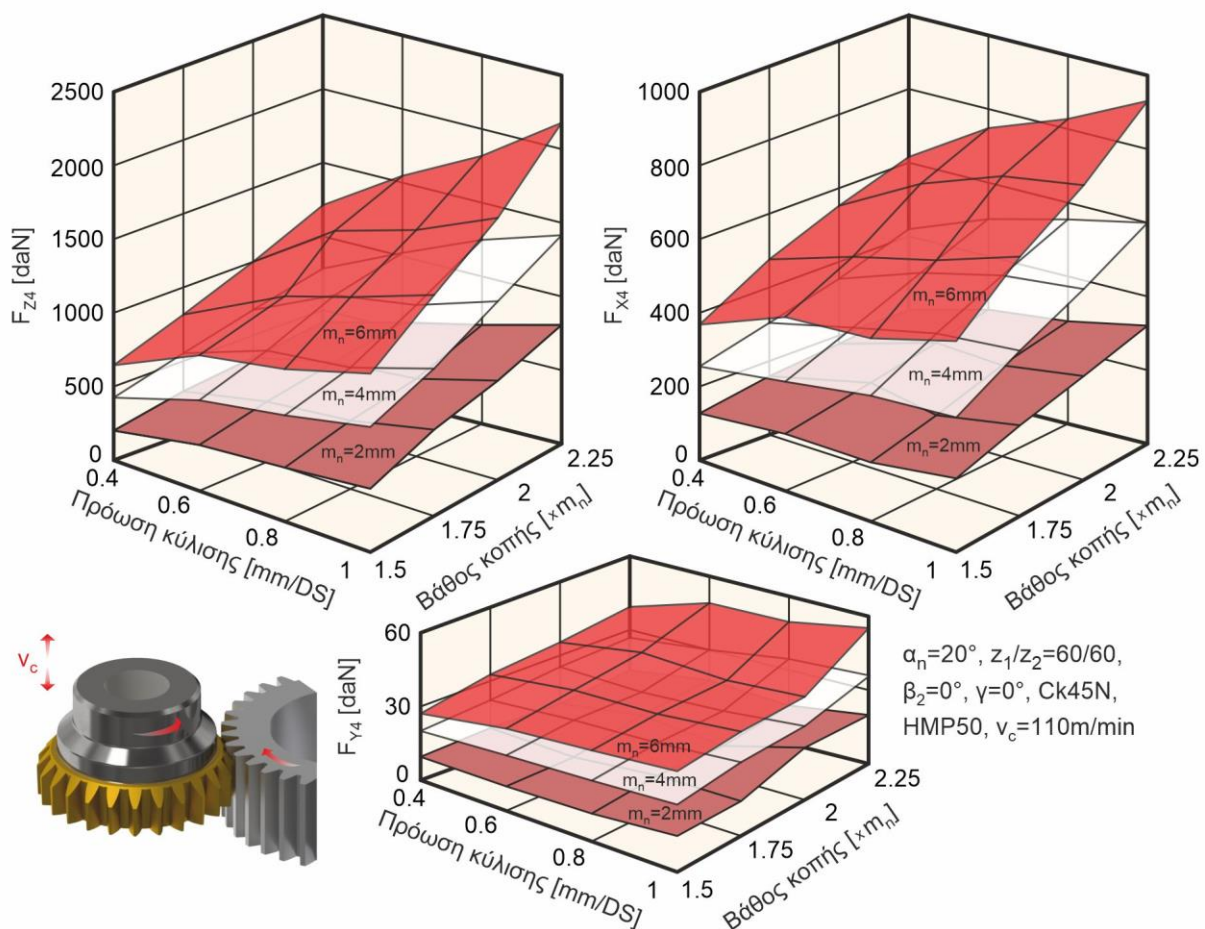 2500
2000
1500
1000
500
0
F_Z4 [daN]
m_n=6mm
m_n=4mm
m_n=2mm
0.4
0.6
0.8
1
Πρόωση κύλισης [mm/DS]
1.5
1.75
2
2.25
Βάθος κοπής [×m_n]
1000
800
600
400
200
0
F_X4 [daN]
m_n=6mm
m_n=4mm
m_n=2mm
0.4
0.6
0.8
1
Πρόωση κύλισης [mm/DS]
1.5
1.75
2
2.25
Βάθος κοπής [×m_n]
V_c
60
30
0
F_Y4 [daN]
m_n=6mm
m_n=4mm
m_n=2mm
0.4
0.6
0.8
1
Πρόωση κύλισης [mm/DS]
1.5
1.75
2
2.25
Βάθος κοπής [×m_n]
α_n=20°, z_1/z_2=60/60,
β_2=0°, γ=0°, Ck45N,
HMP50, v_c=110m/min